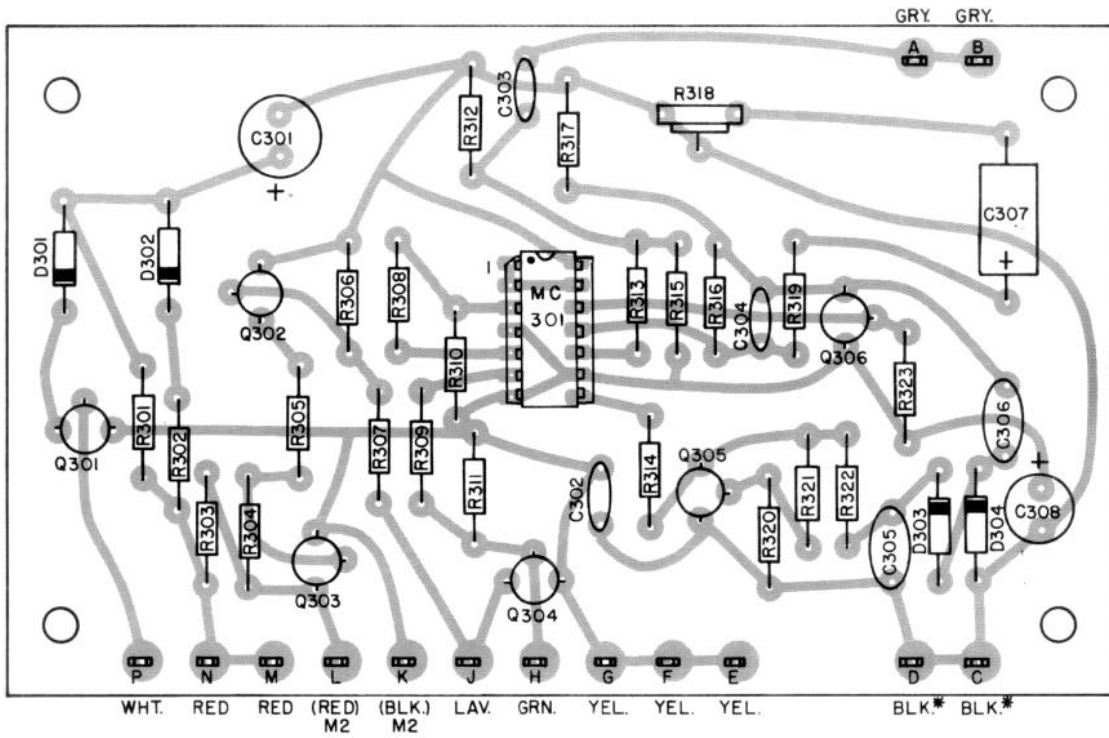 GRY. GRY.
A B
C303
R318
R312
C301
R317
+
C307
D301
D302
+
1
MC
301
R306
R308
R313
R315
R316
C304
R319
Q302
R310
Q306
R323
R301
R302
R305
R307
R309
C306
Q301
R311
C302
R314
Q305
R321
R322
+
R303
R304
R320
C305
D303
D304
C308
Q303
Q304
P N M L K J H G F E D C
WHT. RED RED (RED) (BLK.) LAV. GRN. YEL. YEL. YEL. BLK.* BLK.*
M2 M2